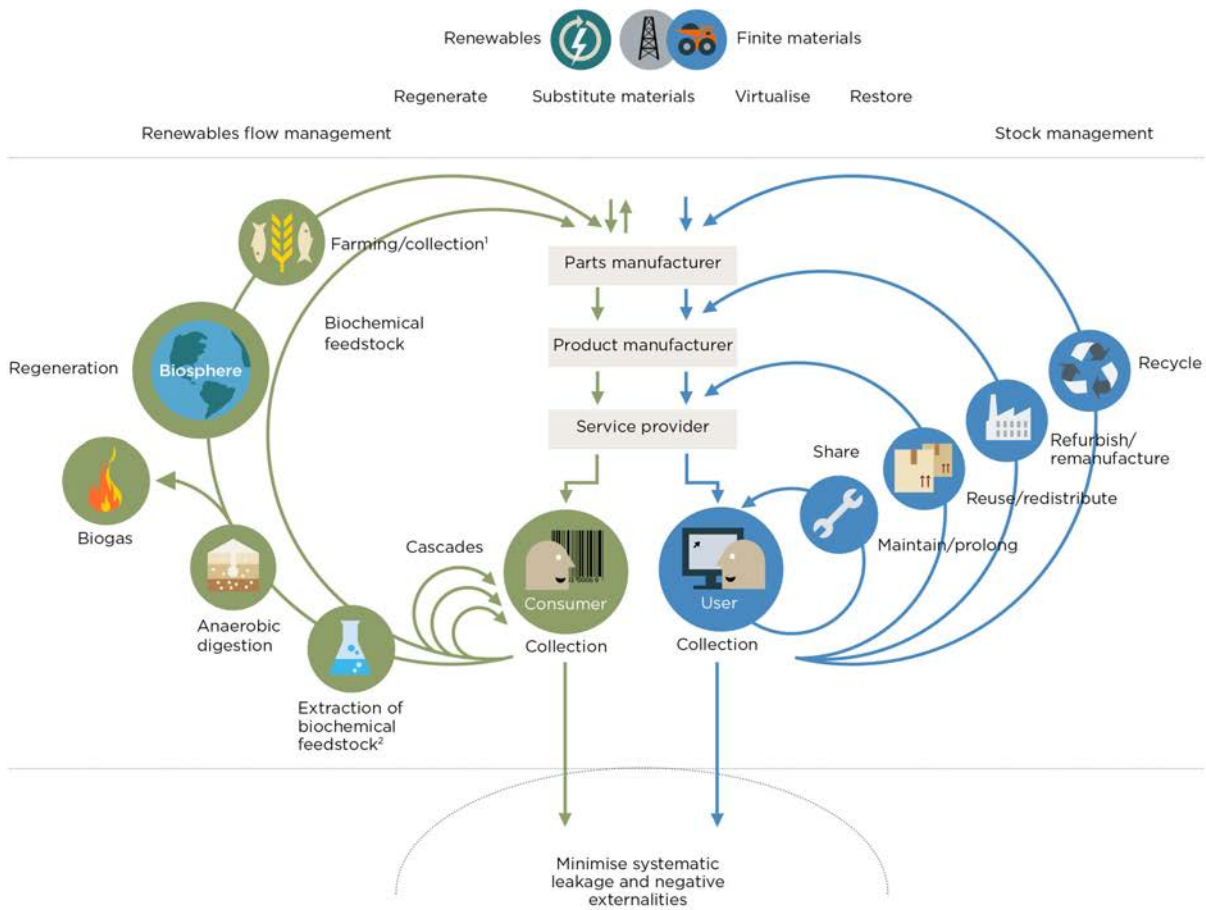 Renewables
Finite materials
Regenerate
Substitute materials
Virtualise
Restore
Renewables flow management
Stock management
Farming/collection¹
Parts manufacturer
Biochemical
feedstock
Product manufacturer
Regeneration
Biosphere
Recycle
Service provider
Share
Refurbish/
remanufacture
Reuse/redistribute
Biogas
Cascades
Maintain/prolong
Consumer
User
Anaerobic
digestion
Collection
Collection
Extraction of
biochemical
feedstock²
Minimise systematic
leakage and negative
externalities